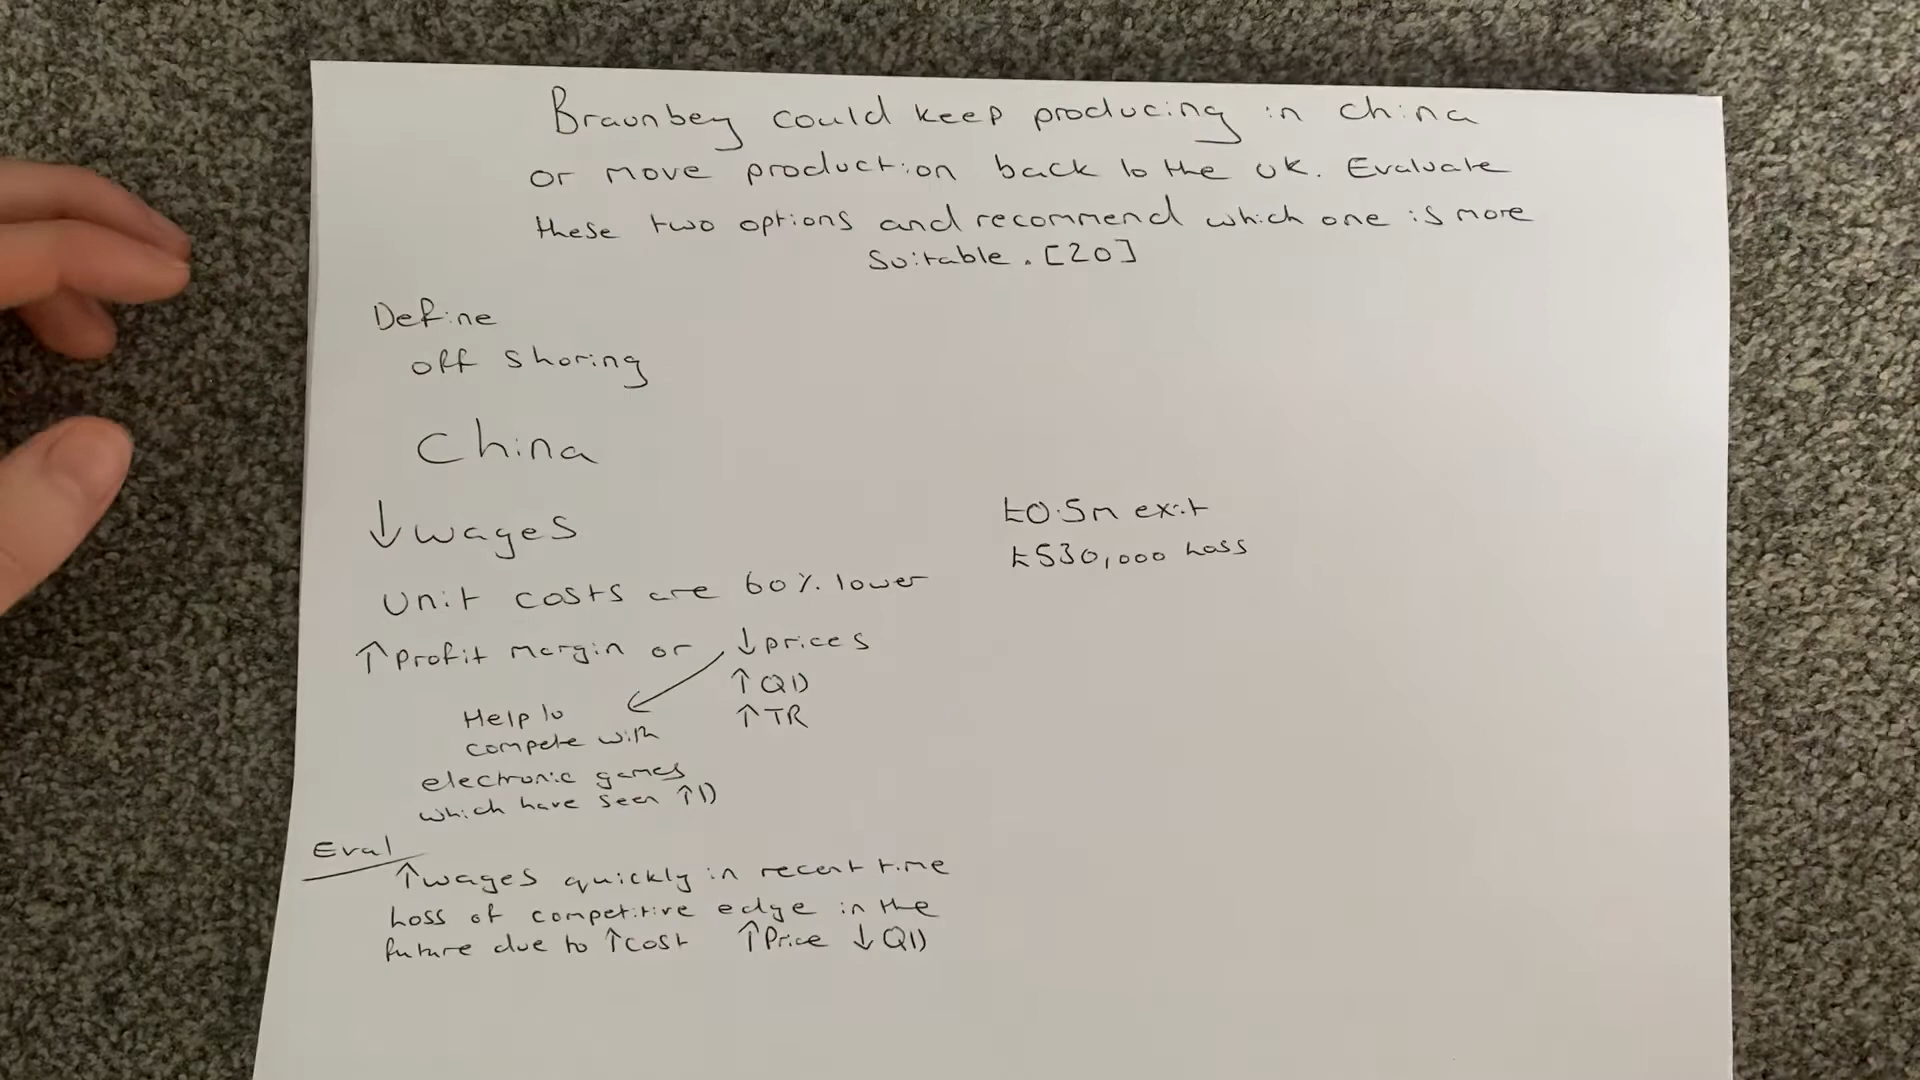 Braunbey could keep producing in China
or move production back to the UK. Evaluate
these two options and recommend which one is more
suitable. [20]
Define
off shoring
China
↓ wages
Unit costs are 60% lower
↑ profit margin or ↓ prices
↑ QD
↑ TR
Help to
compete with
electronic games
which have seen ↑D
Eval
↑ wages quickly in recent time
Loss of competitive edge in the
future due to ↑ cost ↑ Price ↓ QD
£0.5m exit
£530,000 Loss